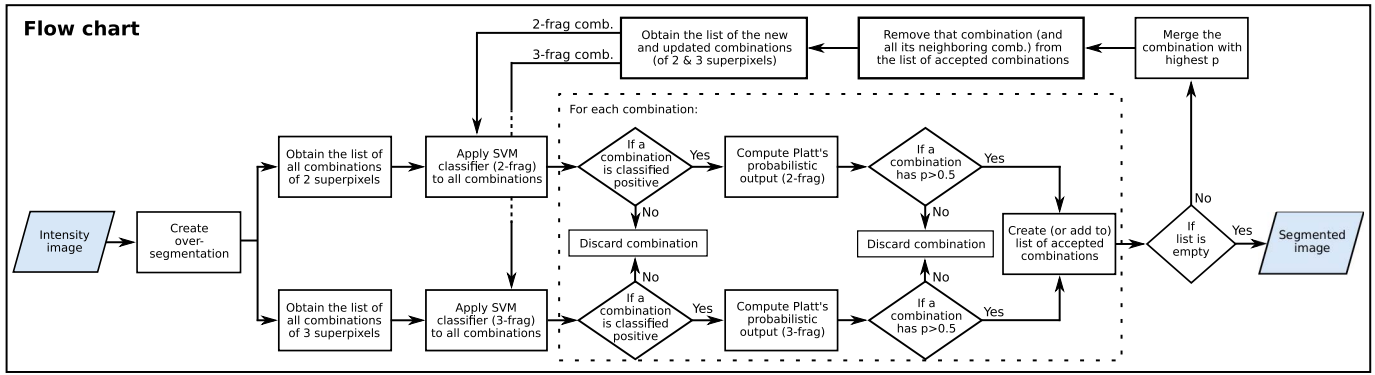 Flow chart
2-frag comb.
3-frag comb.
Obtain the list of the new
and updated combinations
(of 2 & 3 superpixels)
Remove that combination (and
all its neighboring comb.) from
the list of accepted combinations
Merge the
combination with
highest p
For each combination:
Obtain the list of
all combinations
of 2 superpixels
Apply SVM
classifier (2-frag)
to all combinations
If a
combination
is classified
positive
Yes
No
Compute Platt's
probabilistic
output (2-frag)
If a
combination
has p>0.5
Yes
No
Intensity
image
Create
over-
segmentation
Discard combination
Discard combination
Create (or add to)
list of accepted
combinations
If
list is
empty
No
Yes
Segmented
image
Obtain the list of
all combinations
of 3 superpixels
Apply SVM
classifier (3-frag)
to all combinations
No
If a
combination
is classified
positive
Yes
Compute Platt's
probabilistic
output (3-frag)
No
If a
combination
has p>0.5
Yes